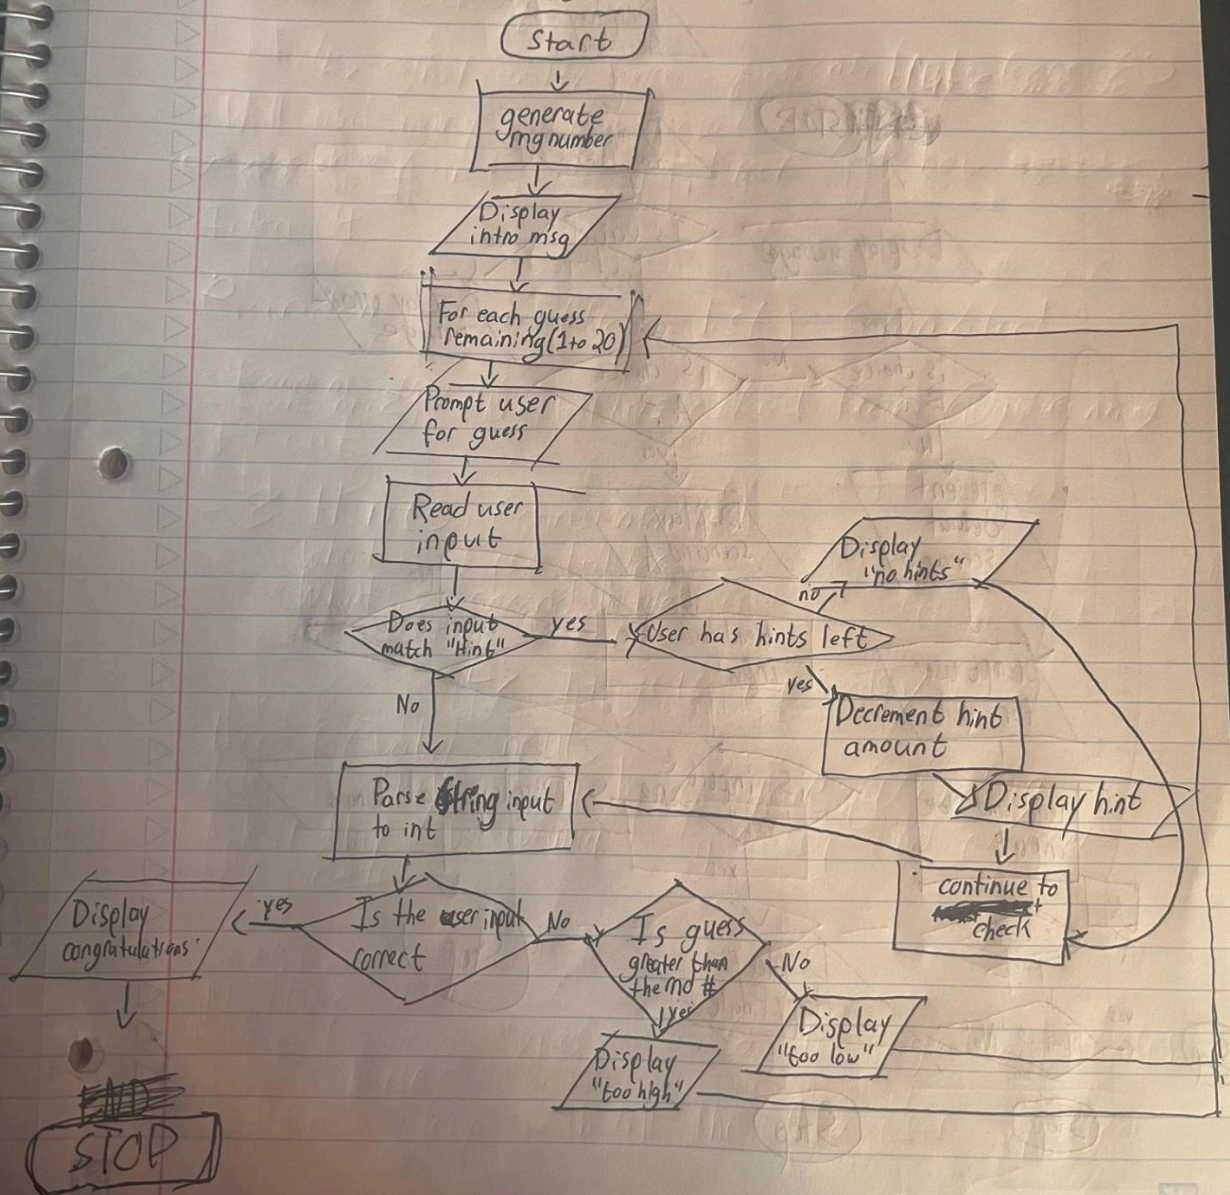 Start
generate
rng number
Display
intro msg
For each guess
remaining (1 to 20)
Prompt user
for guess
Read user
input
Does input
match "Hint"
yes
User has hints left
no
Display
"no hints"
yes
Decrement hint
amount
Display hint
continue to
check
No
Parse String input
to int
Is the user input
correct
yes
Display
congratulations
STOP
No
Is guess
greater than
the #
No
Display
"too low"
yes
Display
"too high"